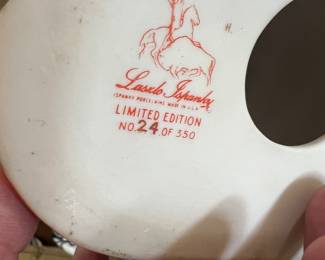 Laszlo Ispanky
ISPANKY PORCELAINS MADE IN U.S.A.
LIMITED EDITION
NO. 24 OF 350